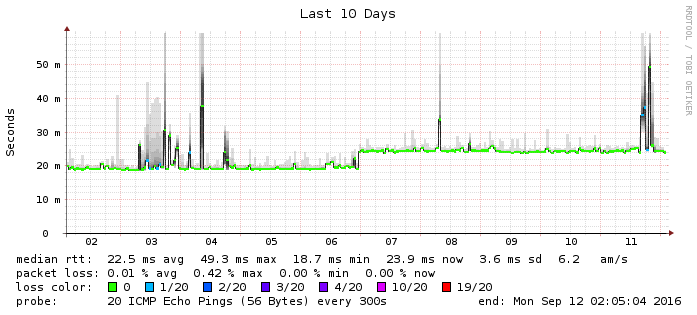 Last 10 Days
RRDTOOL / TOBI OETIKER
Seconds
50 m
40 m
30 m
20 m
10 m
0
02 03 04 05 06 07 08 09 10 11
median rtt: 22.5 ms avg 49.3 ms max 18.7 ms min 23.9 ms now 3.6 ms sd 6.2 am/s
packet loss: 0.01 % avg 0.42 % max 0.00 % min 0.00 % now
loss color: 0 1/20 2/20 3/20 4/20 10/20 19/20
probe: 20 ICMP Echo Pings (56 Bytes) every 300s end: Mon Sep 12 02:05:04 2016